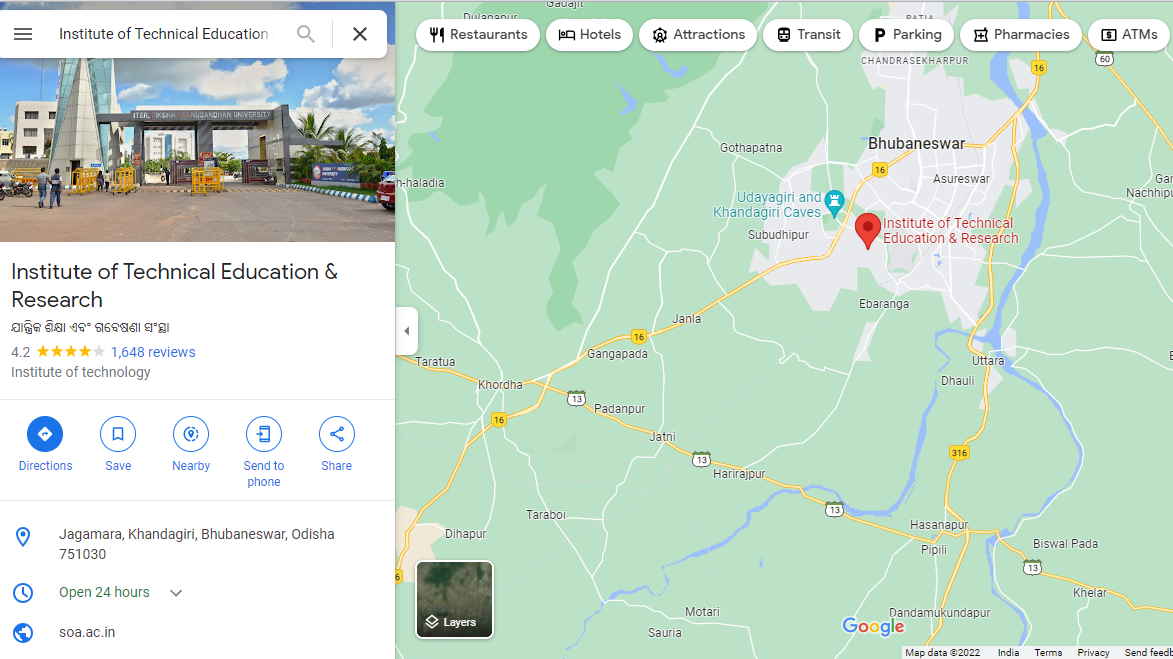 Institute of Technical Education
ITER,
UNIVERSITY
Institute of Technical Education &
Research
ଯାନ୍ତ୍ରିକ ଶିକ୍ଷା ଏବଂ ଗବେଷଣା ସଂସ୍ଥା
4.2 ★★★★★ 1,648 reviews
Institute of technology
Directions
Save
Nearby
Send to
phone
Share
Jagamara, Khandagiri, Bhubaneswar, Odisha
751030
Open 24 hours
soa.ac.in
Restaurants
Hotels
Attractions
Transit
Parking
Pharmacies
ATMs
Dulanapur
Gadajit
PATIA
CHANDRASEKHARPUR
16
60
Bhubaneswar
Gothapatna
16
Asureswar
Nachhipu
h-haladia
Udayagiri and
Khandagiri Caves
Institute of Technical
Education & Research
Subudhipur
Ebaranga
Janla
16
Gangapada
Taratua
Uttara
Khordha
Dhauli
13
Padanpur
16
Jatni
316
13
Harirajpur
13
Taraboi
Hasanapur
Dihapur
Pipili
Biswal Pada
13
6
Khelar
Layers
Motari
Dandamukundapur
Sauria
Google
Map data ©2022
India
Terms
Privacy
Send feedb